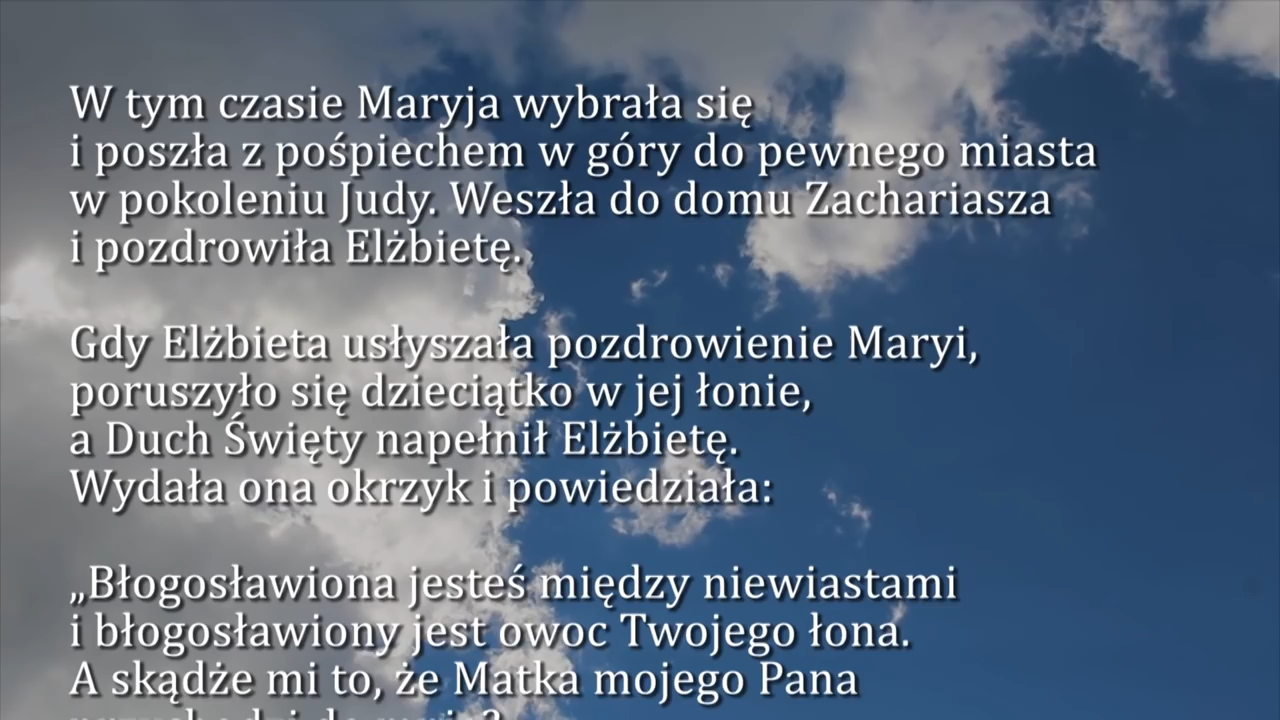 W tym czasie Maryja wybrała się
i poszła z pośpiechem w góry do pewnego miasta
w pokoleniu Judy. Weszła do domu Zachariasza
i pozdrowiła Elżbietę.
Gdy Elżbieta usłyszała pozdrowienie Maryi,
poruszyło się dzieciątko w jej łonie,
a Duch Święty napełnił Elżbietę.
Wydała ona okrzyk i powiedziała:
„Błogosławiona jesteś między niewiastami
i błogosławiony jest owoc Twojego łona.
A skądże mi to, że Matka mojego Pana